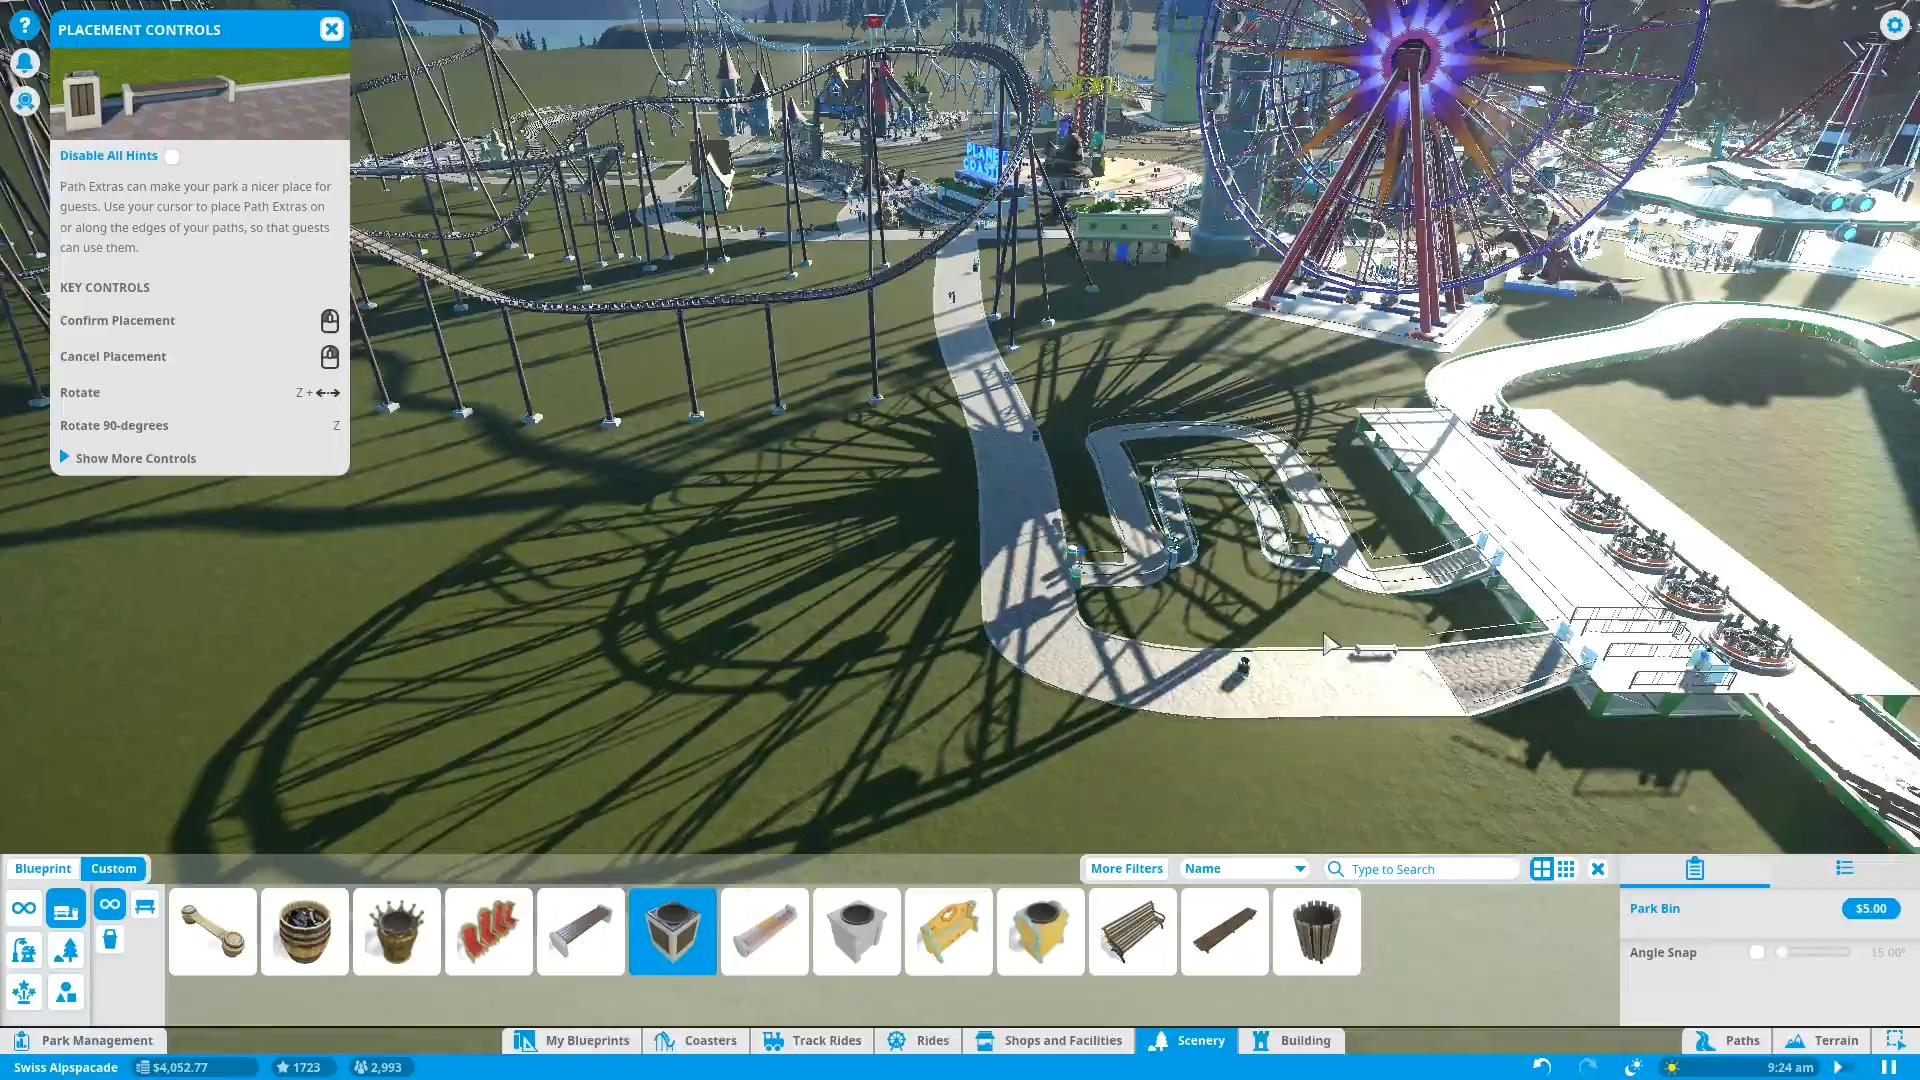 ?
PLACEMENT CONTROLS
Disable All Hints
Path Extras can make your park a nicer place for
guests. Use your cursor to place Path Extras on
or along the edges of your paths, so that guests
can use them.
KEY CONTROLS
Confirm Placement
Cancel Placement
Rotate Z +
Rotate 90-degrees Z
Show More Controls
PLANE
COAST
Blueprint Custom
More Filters Name Type to Search
Park Bin $5.00
Angle Snap 15.00°
Park Management My Blueprints Coasters Track Rides Rides Shops and Facilities Scenery Building Paths Terrain
Swiss Alpspacade $4,052.77 1723 2,993 9:24 am